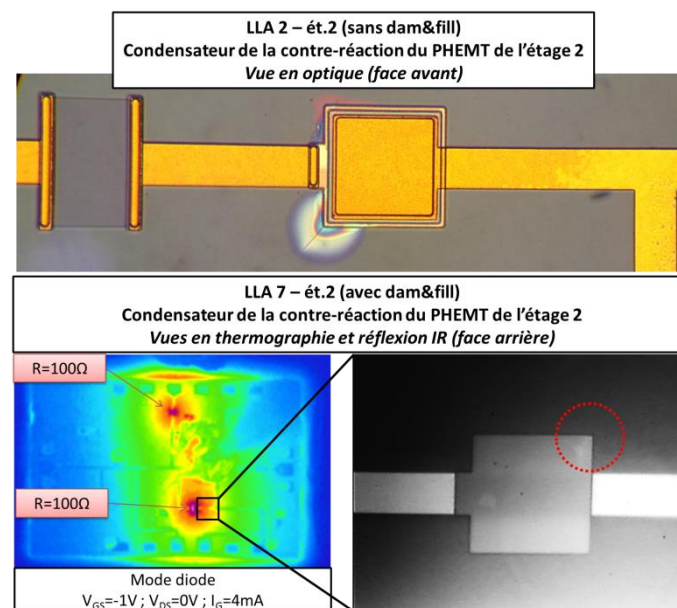 LLA 2 – ét.2 (sans dam&fill)
Condensateur de la contre-réaction du PHEMT de l'étage 2
Vue en optique (face avant)
LLA 7 – ét.2 (avec dam&fill)
Condensateur de la contre-réaction du PHEMT de l'étage 2
Vues en thermographie et réflexion IR (face arrière)
R=100Ω
R=100Ω
Mode diode
VGS=-1V ; VDS=0V ; IG=4mA